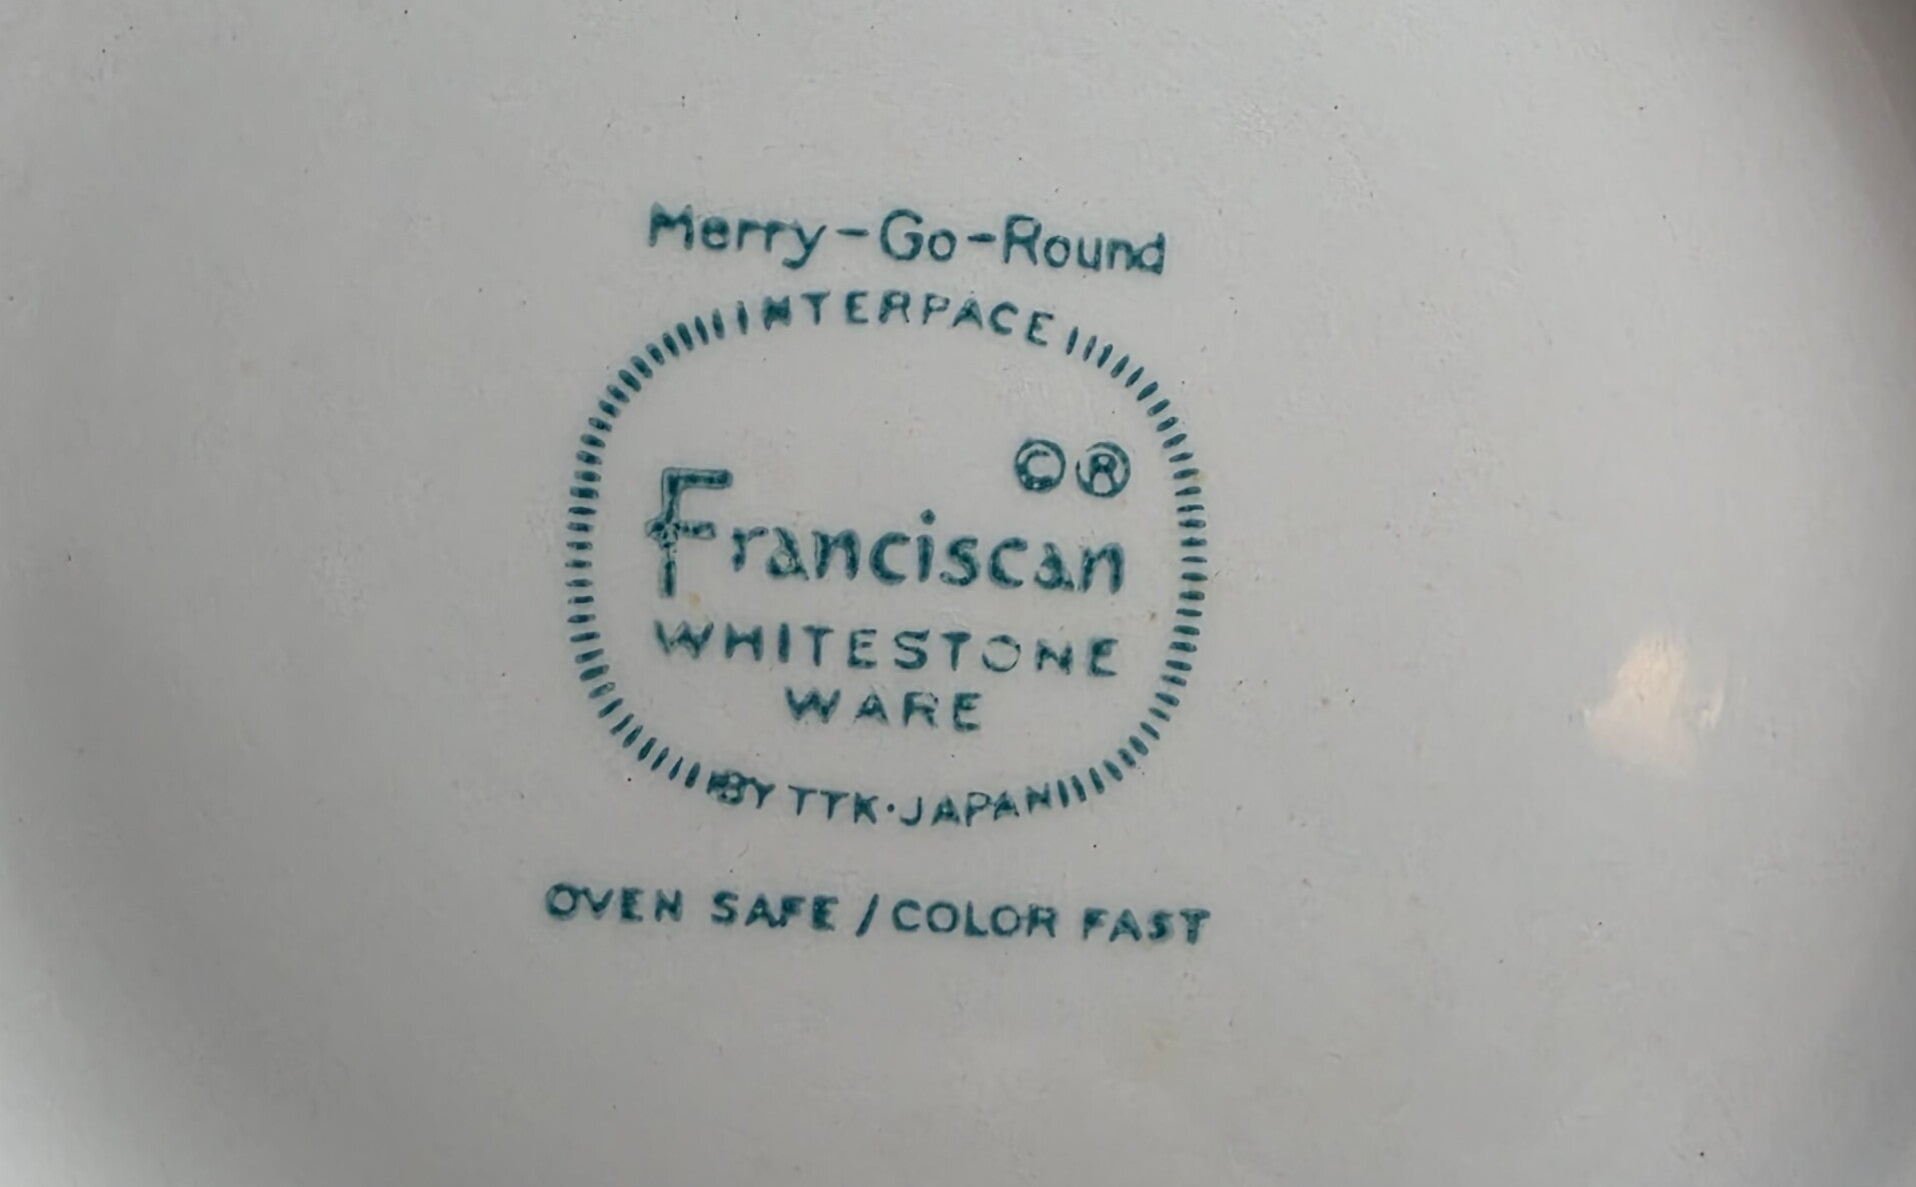 Merry-Go-Round
INTERPACE
©®
Franciscan
WHITESTONE
WARE
BY TTK·JAPAN
OVEN SAFE/COLOR FAST